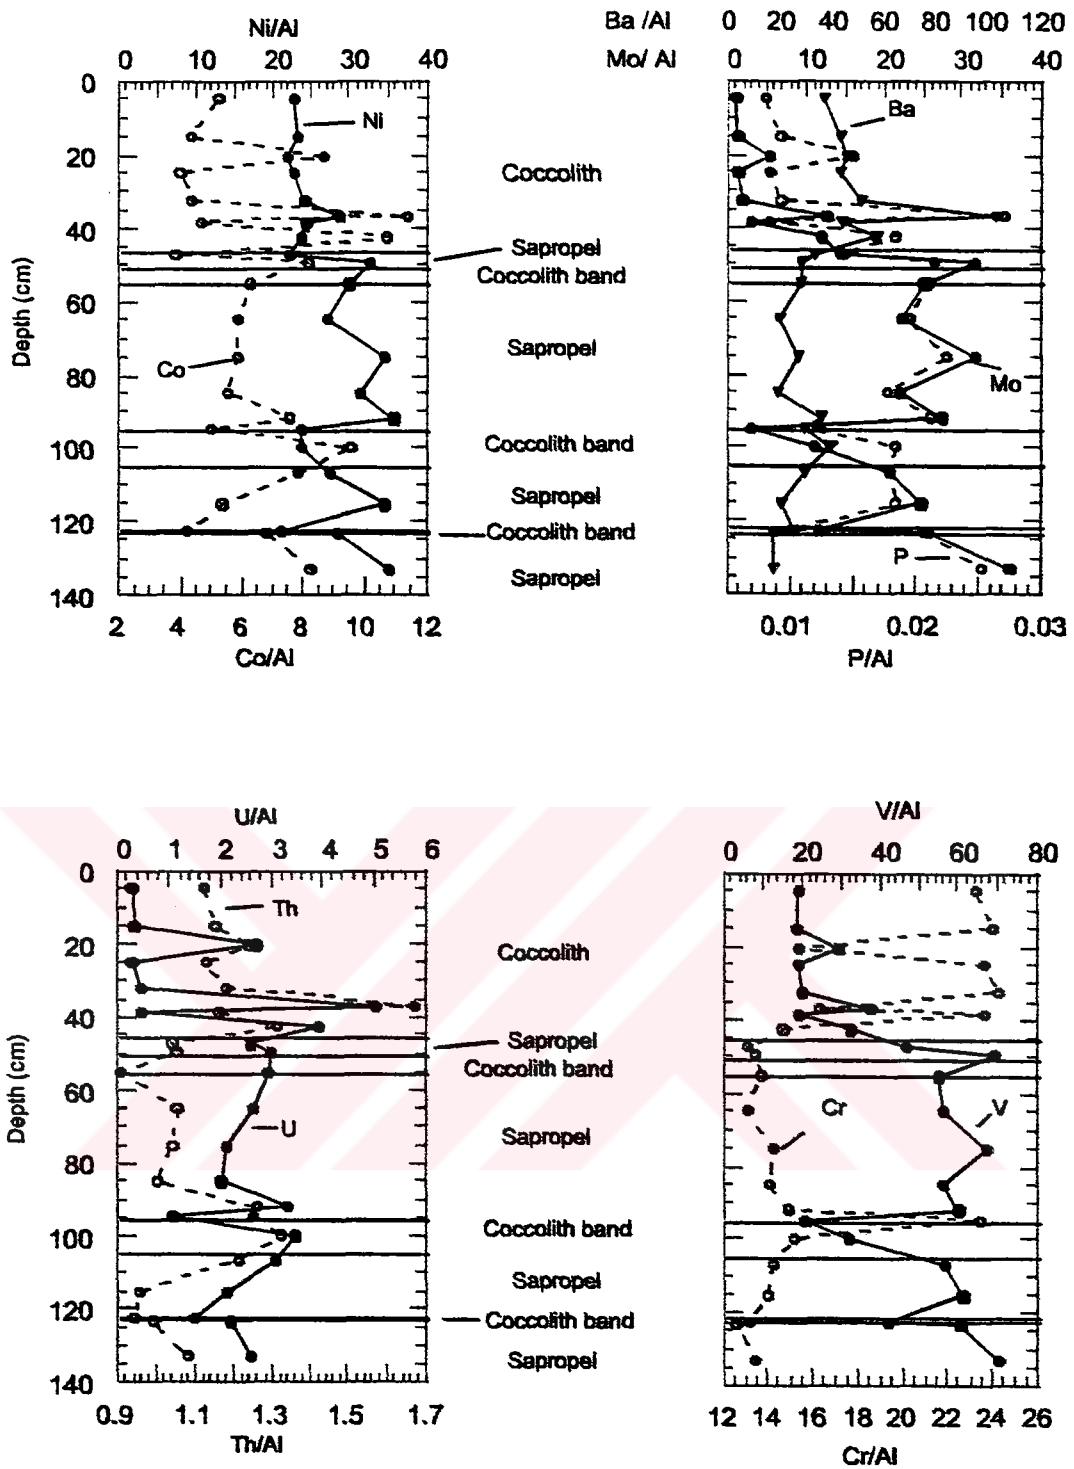 Ni/Al
0 10 20 30 40
Ba /Al 0 20 40 60 80 100 120
Mo/ Al 0 10 20 30 40
0
20
40
60
80
100
120
140
Depth (cm)
Ni
Co
Coccolith
Sapropel
Coccolith band
Sapropel
Coccolith band
Sapropel
Coccolith band
Sapropel
Ba
Mo
P
2 4 6 8 10 12
Co/Al
0.01 0.02 0.03
P/Al
U/Al
0 1 2 3 4 5 6
V/Al
0 20 40 60 80
0
20
40
60
80
100
120
140
Depth (cm)
Th
U
Coccolith
Sapropel
Coccolith band
Sapropel
Coccolith band
Sapropel
Coccolith band
Sapropel
Cr
V
0.9 1.1 1.3 1.5 1.7
Th/Al
12 14 16 18 20 22 24 26
Cr/Al